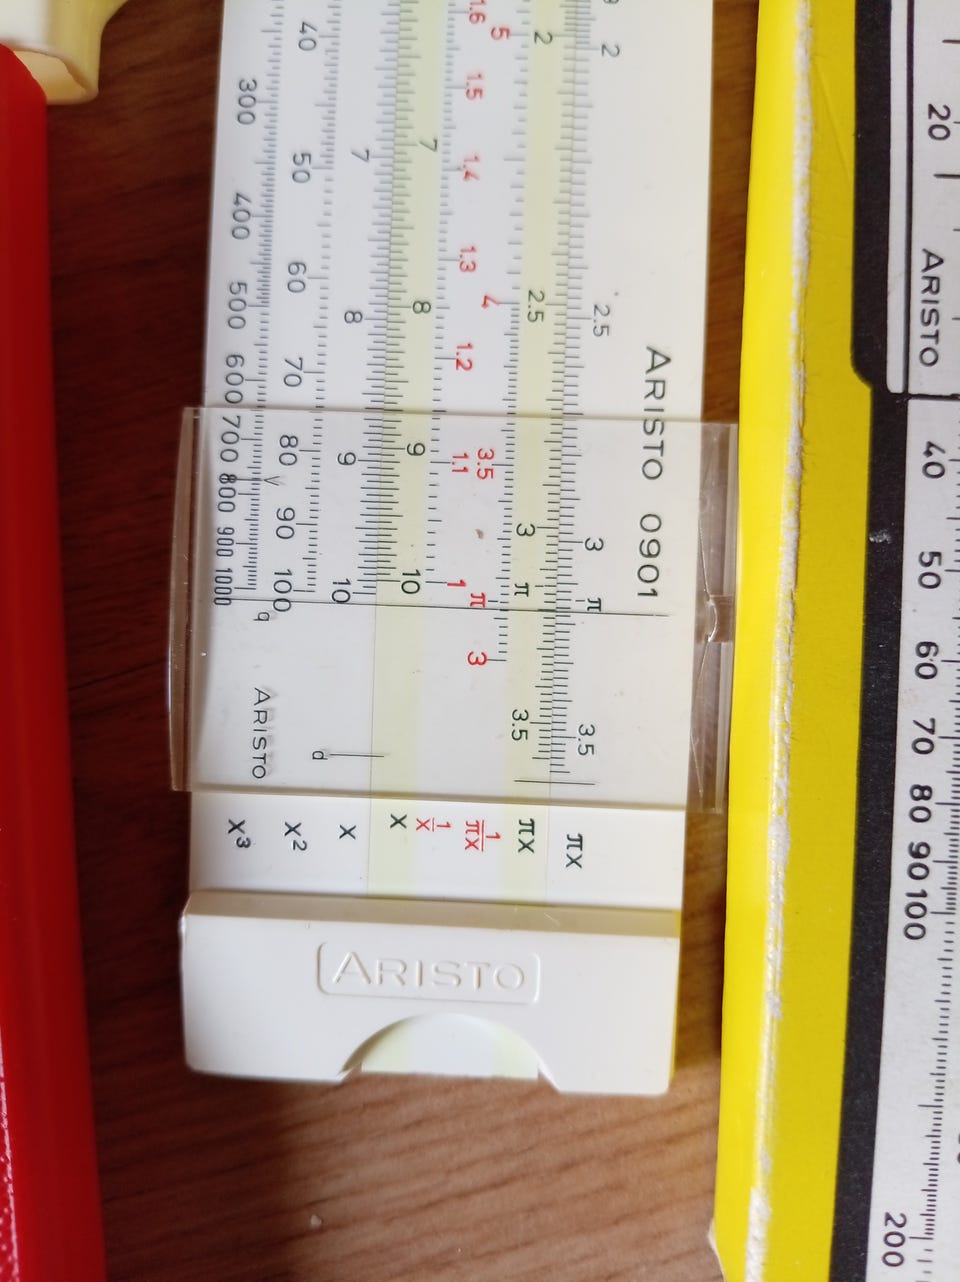 ARISTO 0901
2 2.5 3 π 3.5 πx
2 2.5 3 π 3.5 πx
5 4 3.5 π 3 1/πx
1.6 1.5 1.4 1.3 1.2 1.1 1 1/x
7 8 9 10 x
7 8 9 10 d x
40 50 60 70 80 90 100 x²
300 400 500 600 700 800 900 1000 x³
v
q
ARISTO
ARISTO
20 ARISTO 40 50 60 70 80 90 100 200